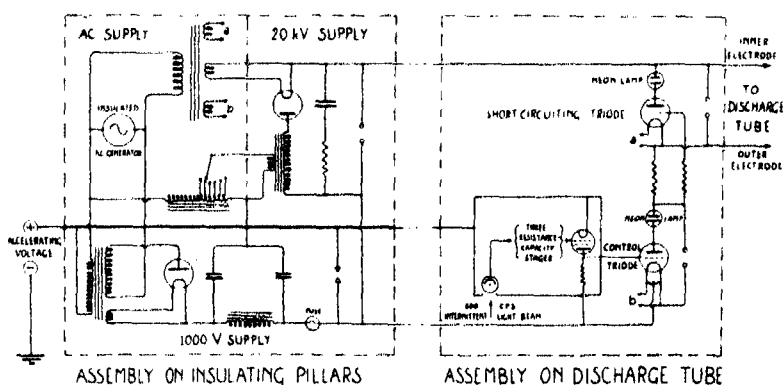 AC SUPPLY
20 kV SUPPLY
a
b
INSULATED
AC GENERATOR
+
ACCELERATING
VOLTAGE
−
1000 V SUPPLY
FUSE
ASSEMBLY ON INSULATING PILLARS
INNER
ELECTRODE
NEON LAMP
TO
DISCHARGE
TUBE
SHORT CIRCUITING TRIODE
a
OUTER
ELECTRODE
THREE
RESISTANCE
CAPACITY
STAGES
NEON LAMP
CONTROL
TRIODE
b
INTERMITTENT
C.P.S.
LIGHT BEAM
ASSEMBLY ON DISCHARGE TUBE